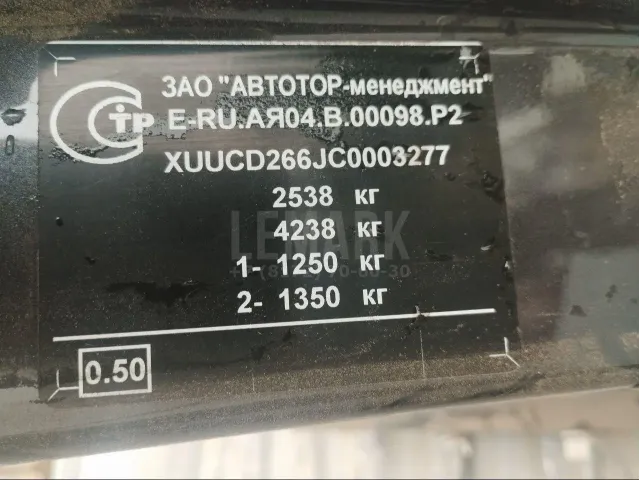 ЗАО "АВТОТОР-менеджмент"
E-RU.АЯ04.В.00098.Р2
XUUCD266JC0003277
2538 кг
4238 кг
1- 1250 кг
2- 1350 кг
0.50
LEMARK